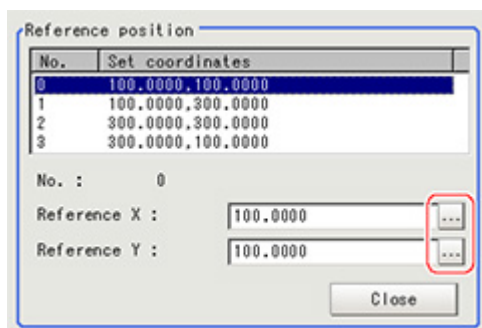 Reference position
No. Set coordinates
0 100.0000,100.0000
1 100.0000,300.0000
2 300.0000,300.0000
3 300.0000,100.0000
No. : 0
Reference X : 100.0000 ...
Reference Y : 100.0000 ...
Close